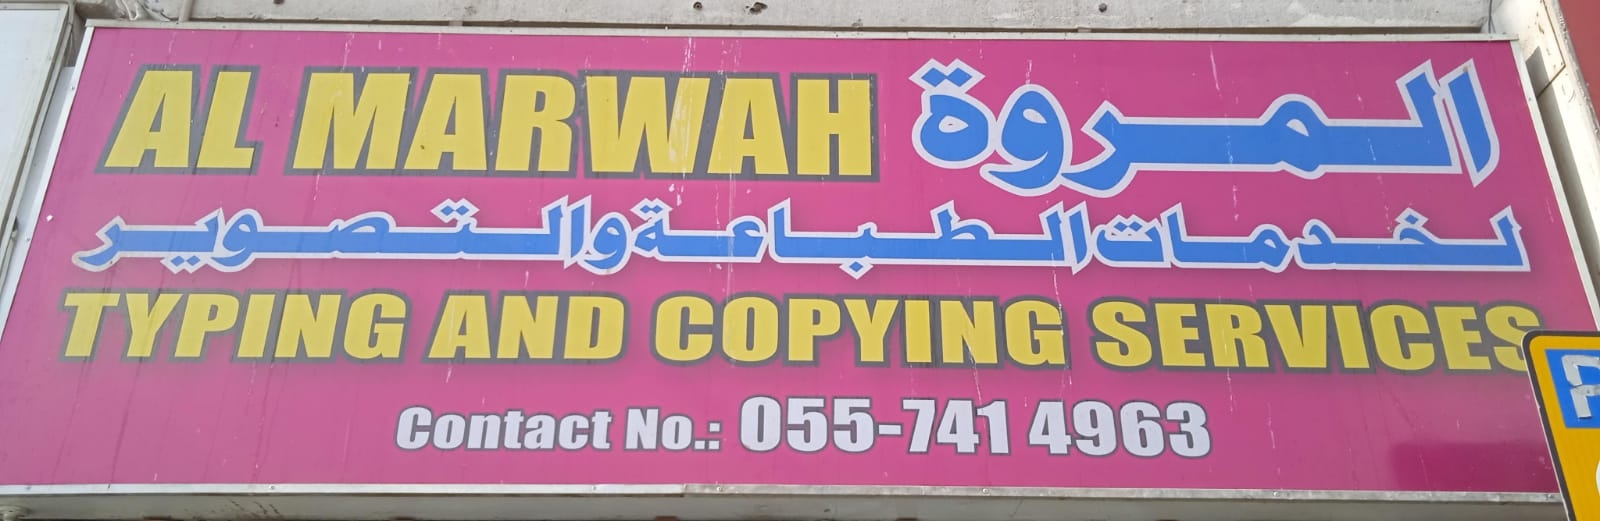 AL MARWAH المروة
لخدمات الطباعة والتصوير
TYPING AND COPYING SERVICES
Contact No.: 055-741 4963
P